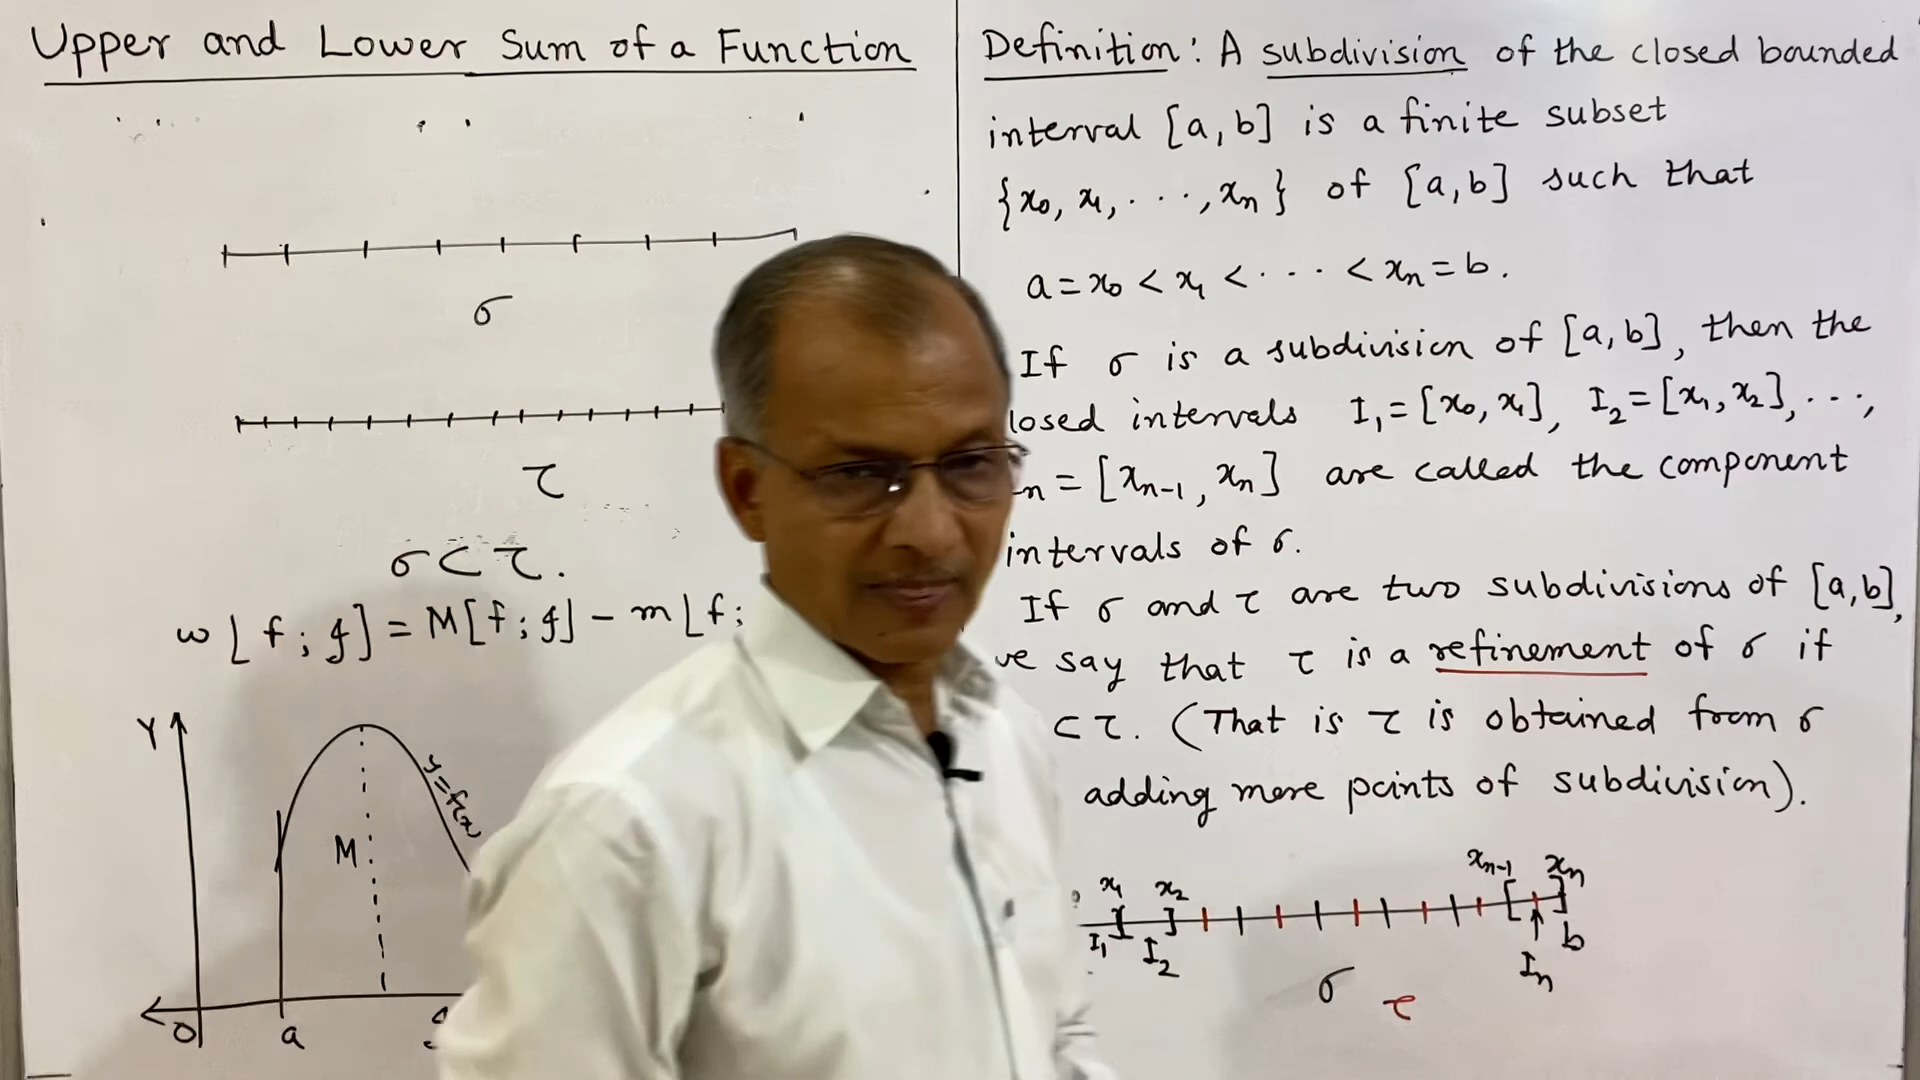 Upper and Lower Sum of a Function
σ
τ
σ ⊂ τ.
ω[f; g] = M[f; g] − m[f;
Y
y = f(x)
M
O
a
Definition: A subdivision of the closed bounded
interval [a, b] is a finite subset
{x₀, x₁, . . . , xₙ} of [a, b] such that
a = x₀ < x₁ < . . . < xₙ = b.
If σ is a subdivision of [a, b], then the
losed intervals I₁ = [x₀, x₁], I₂ = [x₁, x₂], . . .,
n = [xₙ₋₁, xₙ] are called the component
intervals of σ.
If σ and τ are two subdivisions of [a, b],
we say that τ is a refinement of σ if
⊂ τ. (That is τ is obtained from σ
adding more points of subdivision).
x₁ x₂ xₙ₋₁ xₙ
I₁ I₂ Iₙ b
σ τ